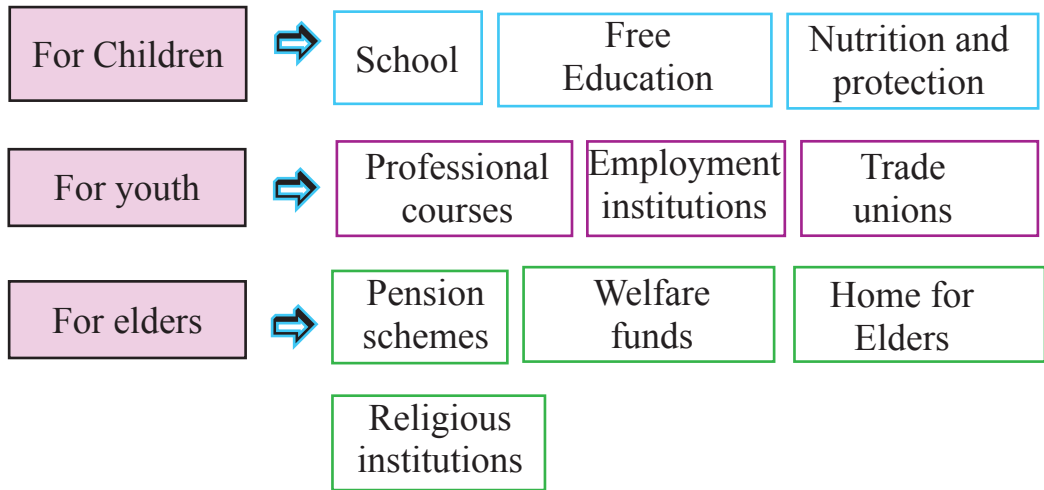 For Children
School
Free
Education
Nutrition and
protection
For youth
Professional
courses
Employment
institutions
Trade
unions
For elders
Pension
schemes
Welfare
funds
Home for
Elders
Religious
institutions